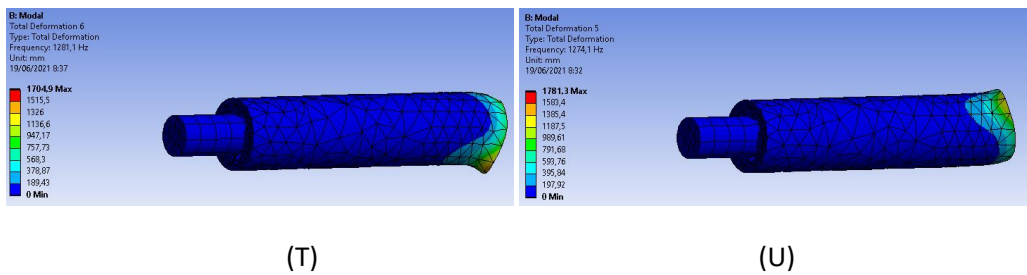 B: Modal
Total Deformation 6
Type: Total Deformation
Frequency: 1281,1 Hz
Unit: mm
19/06/2021 8:37
1704,9 Max
1515,5
1326
1136,6
947,17
757,73
568,3
378,87
189,43
0 Min
B: Modal
Total Deformation 5
Type: Total Deformation
Frequency: 1274,1 Hz
Unit: mm
19/06/2021 8:32
1781,3 Max
1583,4
1385,4
1187,5
989,61
791,68
593,76
395,84
197,92
0 Min
(T)
(U)